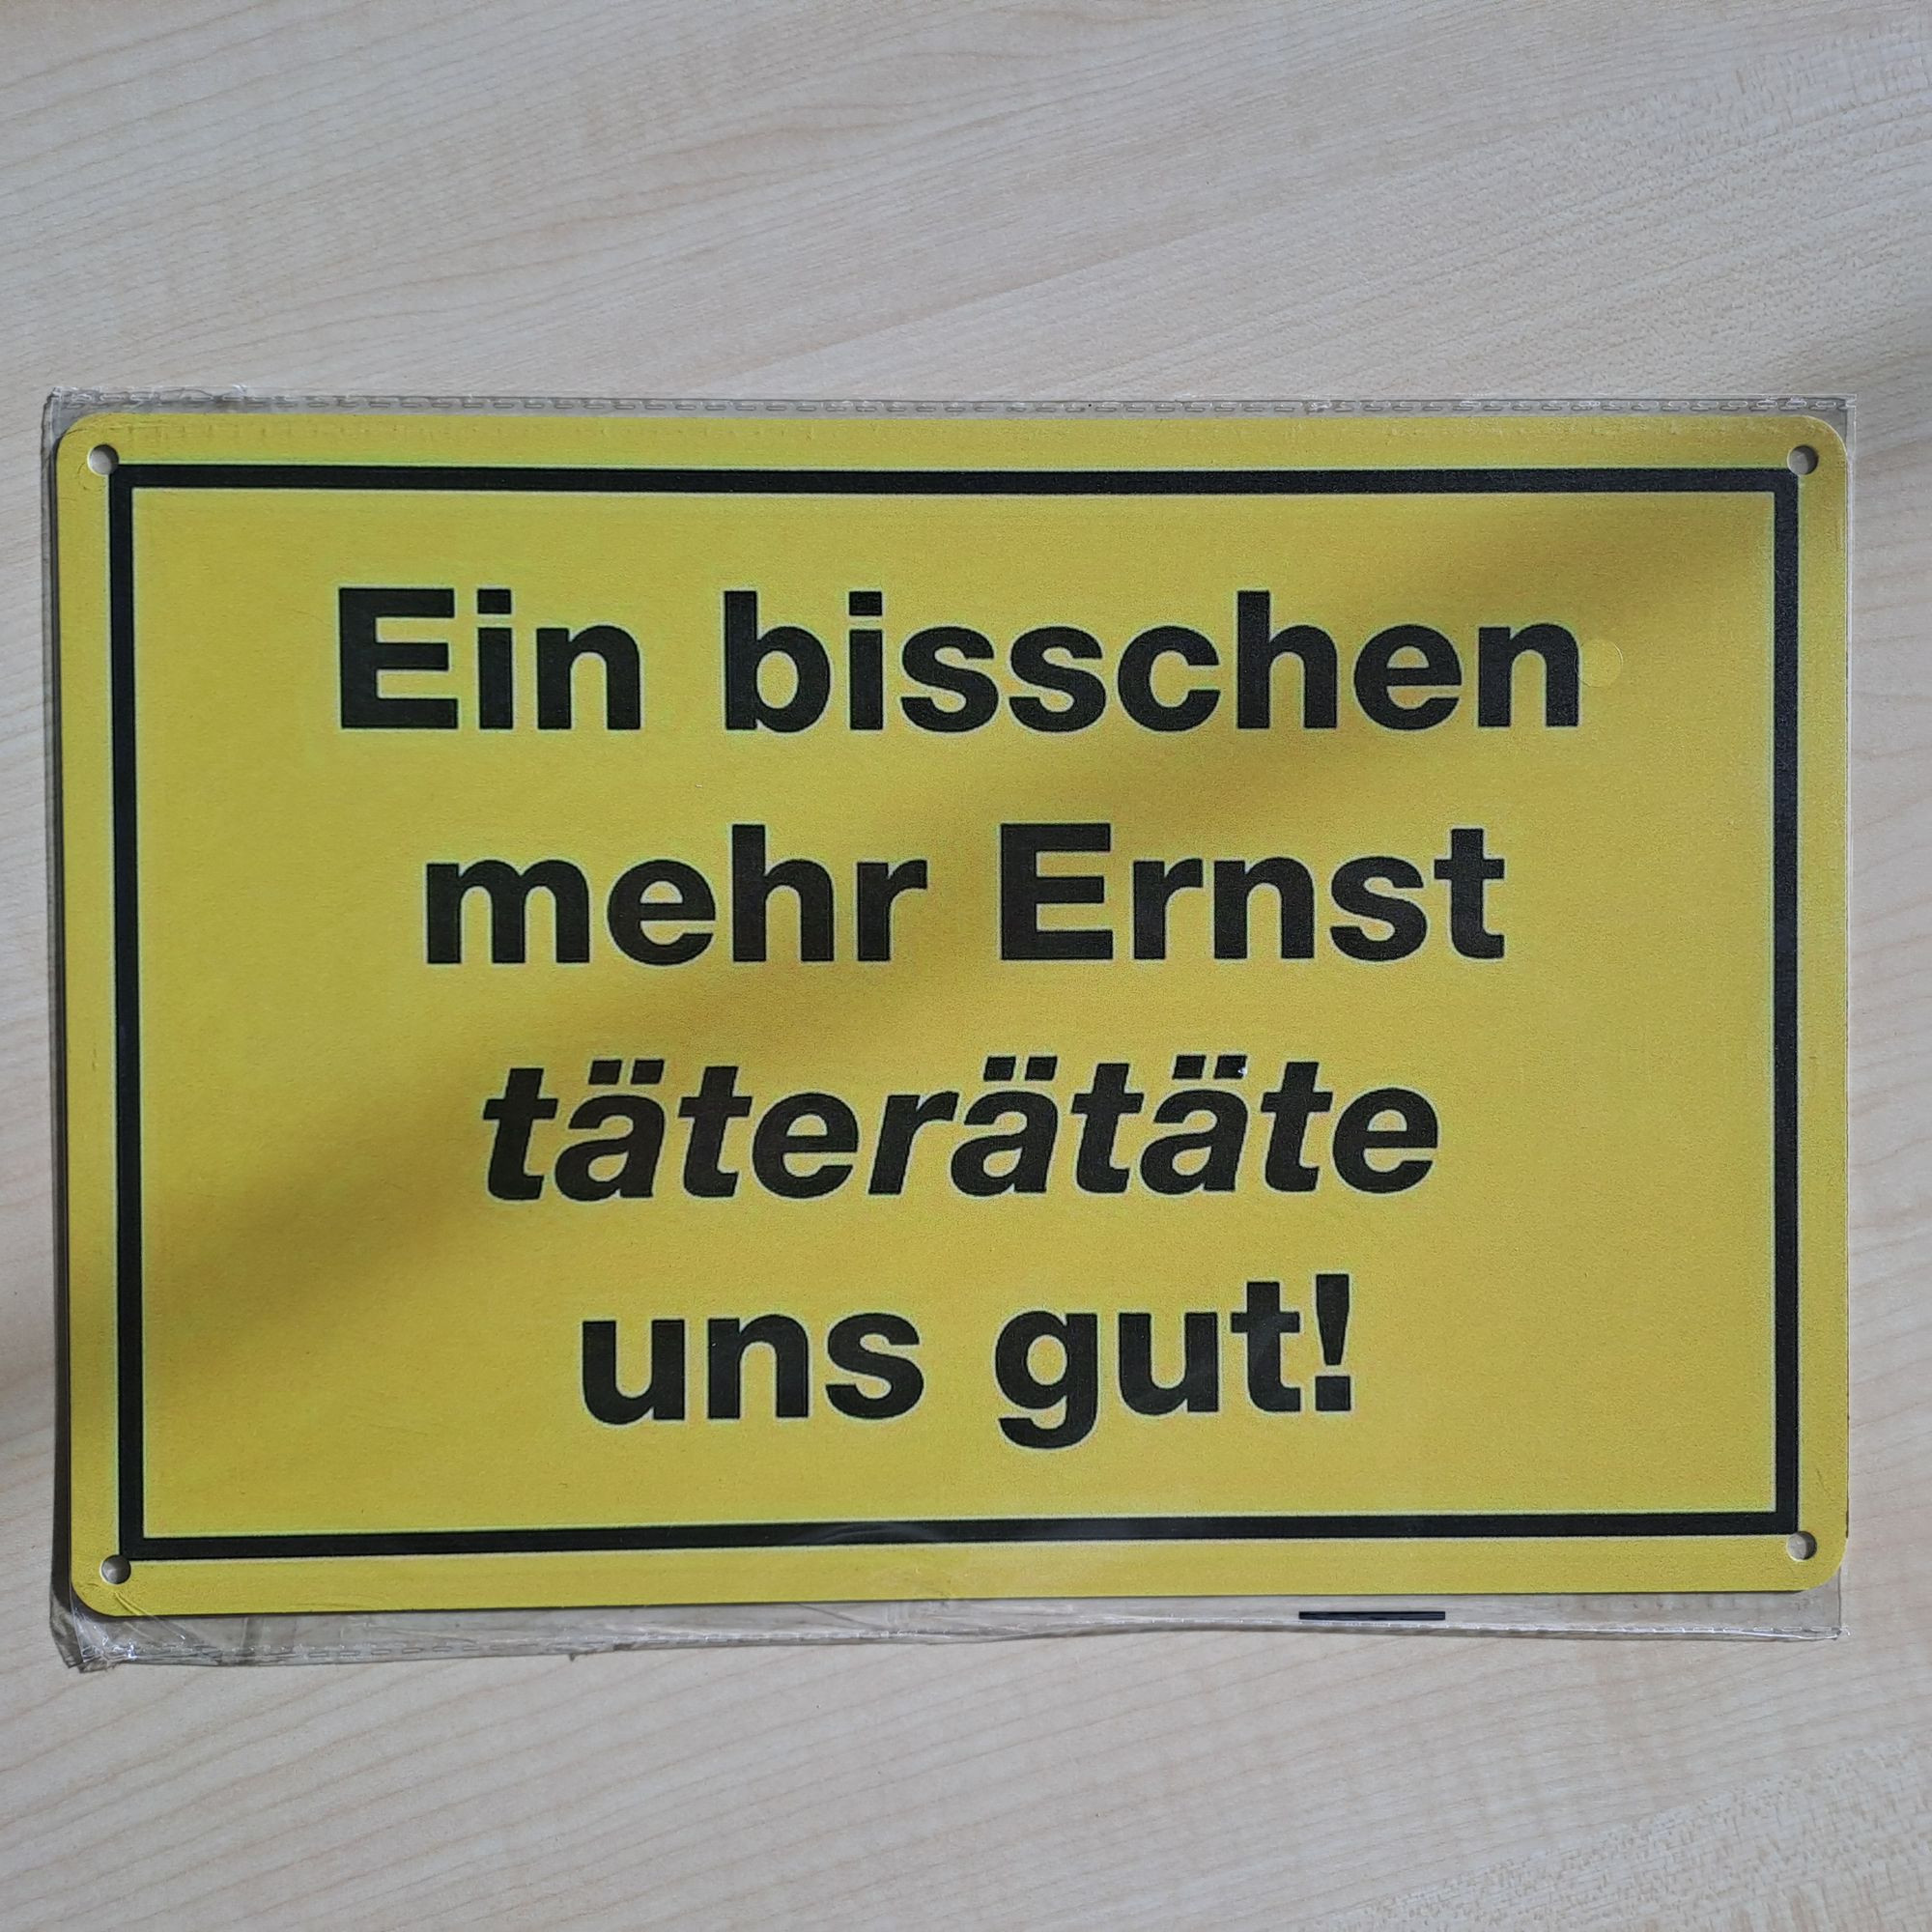 Ein bisschen
mehr Ernst
täterätäte
uns gut!